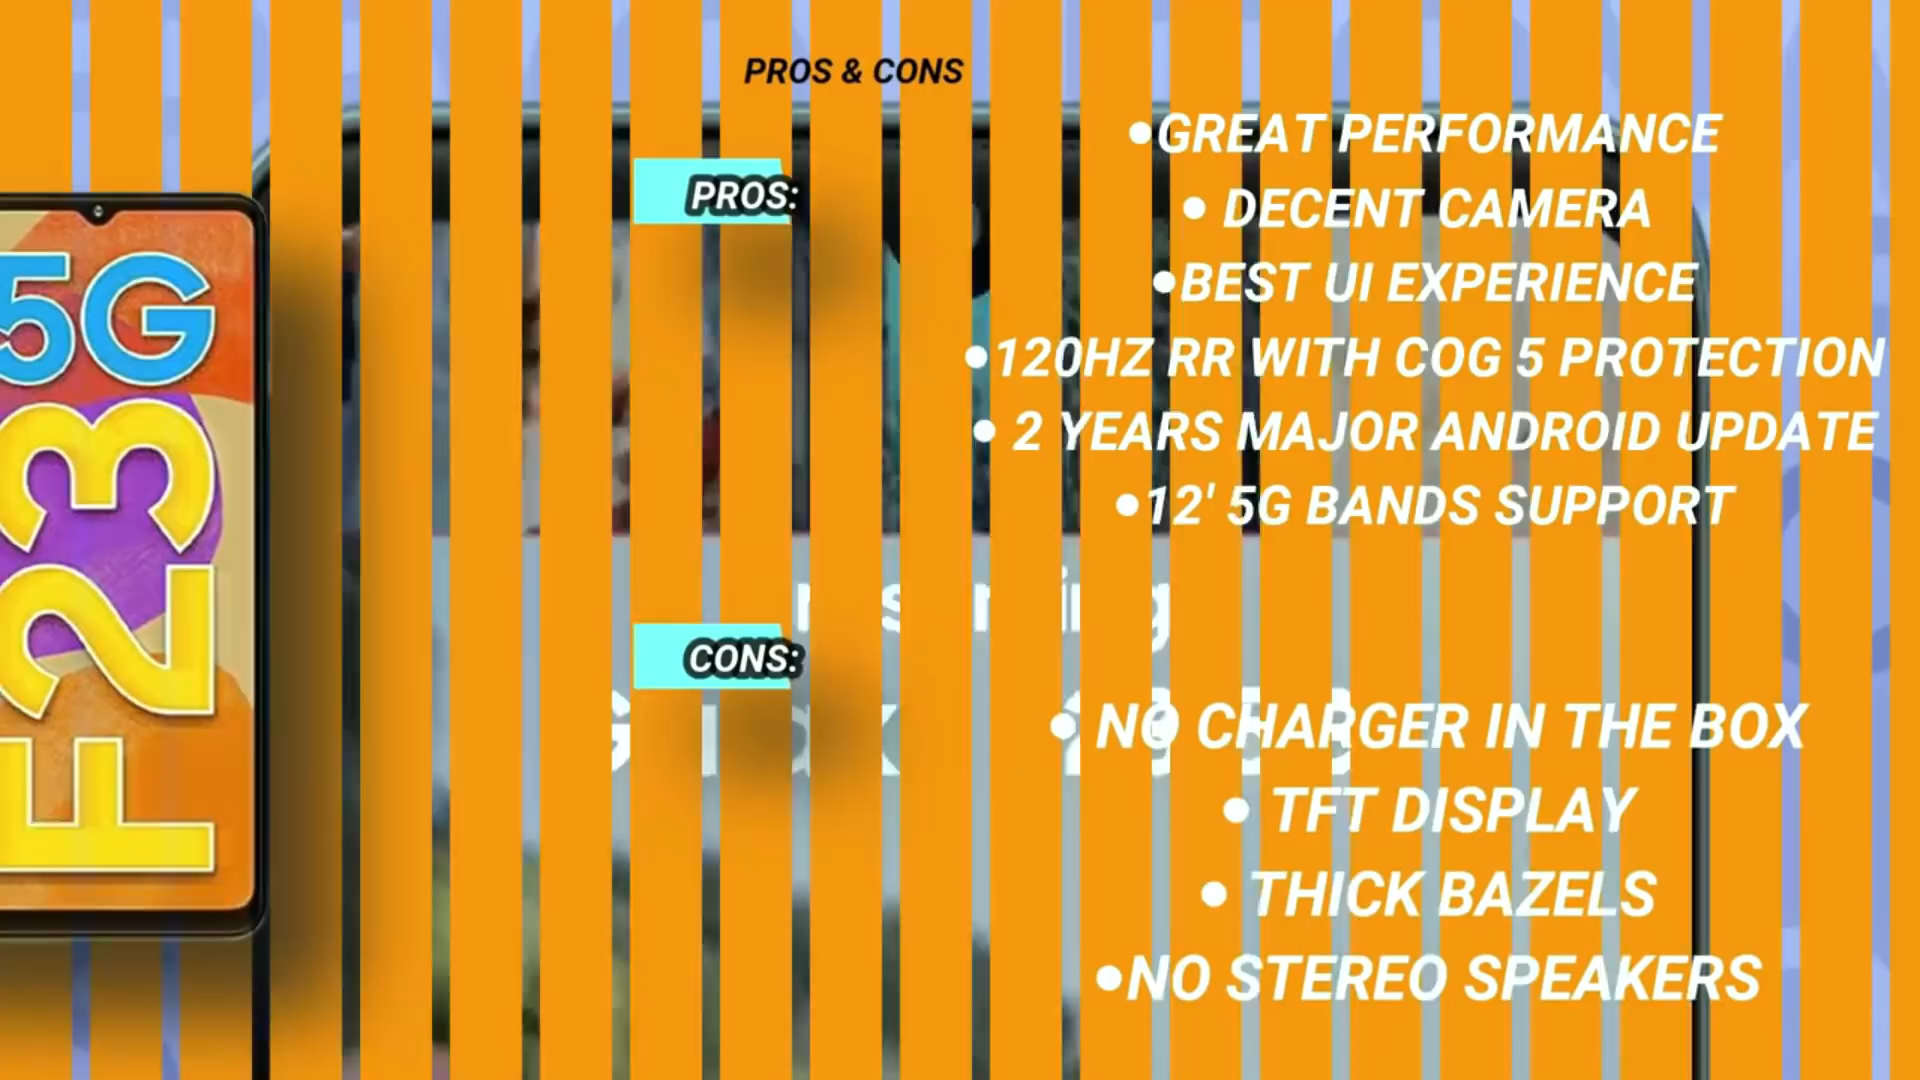 PROS & CONS
PROS:
•GREAT PERFORMANCE
• DECENT CAMERA
•BEST UI EXPERIENCE
•120HZ RR WITH COG 5 PROTECTION
• 2 YEARS MAJOR ANDROID UPDATE
•12' 5G BANDS SUPPORT
CONS:
• NO CHARGER IN THE BOX
• TFT DISPLAY
• THICK BAZELS
•NO STEREO SPEAKERS
5G
F23